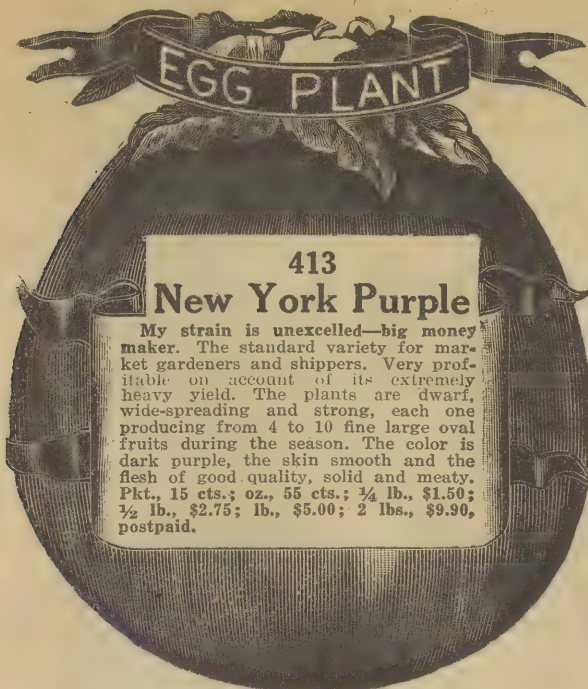 EGG PLANT
413
New York Purple
My strain is unexcelled—big money
maker. The standard variety for mar-
ket gardeners and shippers. Very prof-
itable on account of its extremely
heavy yield. The plants are dwarf,
wide-spreading and strong, each one
producing from 4 to 10 fine large oval
fruits during the season. The color is
dark purple, the skin smooth and the
flesh of good quality, solid and meaty.
Pkt., 15 cts.; oz., 55 cts.; ¼ lb., $1.50;
½ lb., $2.75; lb., $5.00; 2 lbs., $9.90,
postpaid.